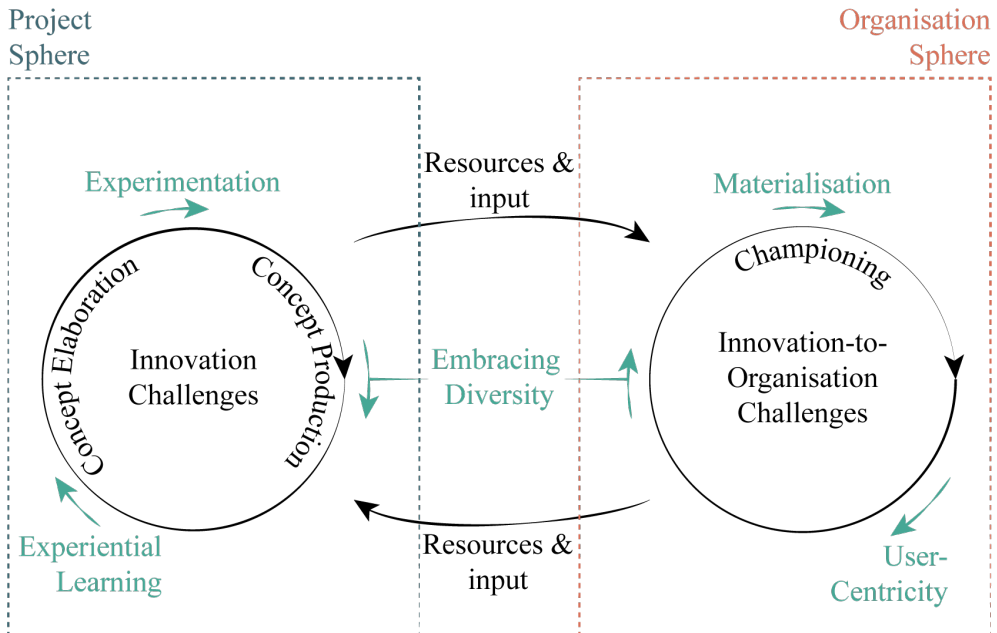 Project
Sphere
Organisation
Sphere
Experimentation
Resources &
input
Materialisation
Concept Elaboration
Concept Production
Championing
Innovation
Challenges
Embracing
Diversity
Innovation-to-
Organisation
Challenges
Experiential
Learning
Resources &
input
User-
Centricity